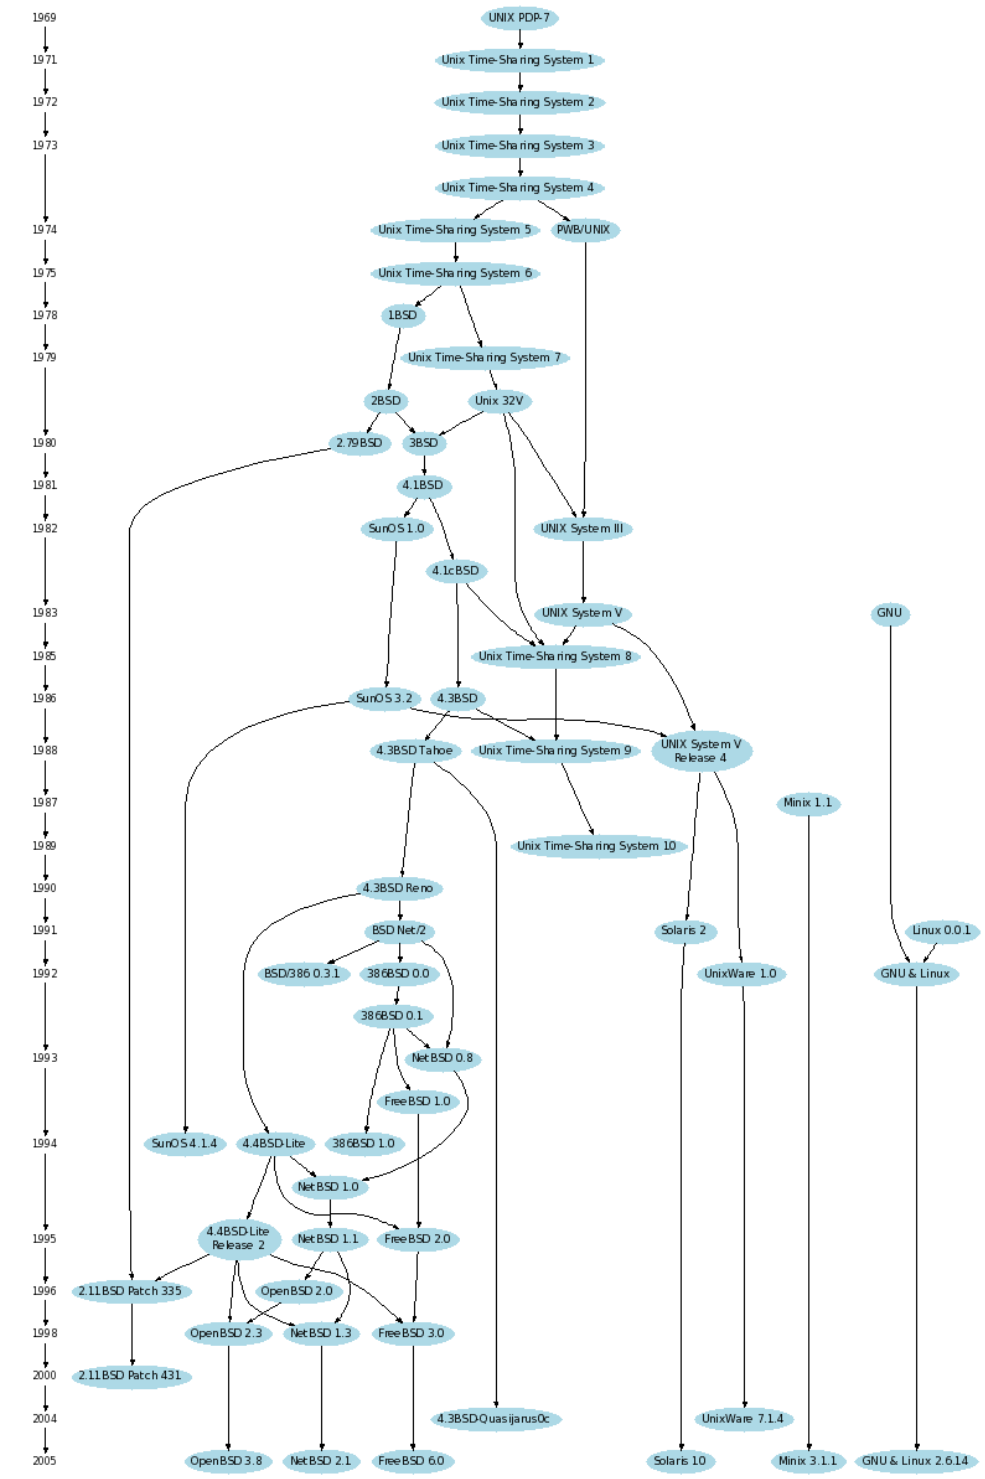 1969 UNIX PDP-7
1971 Unix Time-Sharing System 1
1972 Unix Time-Sharing System 2
1973 Unix Time-Sharing System 3
Unix Time-Sharing System 4
1974 Unix Time-Sharing System 5 PWB/UNIX
1975 Unix Time-Sharing System 6
1978 1BSD
1979 Unix Time-Sharing System 7
2BSD Unix 32V
1980 2.79BSD 3BSD
1981 4.1BSD
1982 SunOS 1.0 UNIX System III
4.1cBSD
1983 UNIX System V GNU
1985 Unix Time-Sharing System 8
1986 SunOS 3.2 4.3BSD
1988 4.3BSD Tahoe Unix Time-Sharing System 9 UNIX System V
Release 4
1987 Minix 1.1
1989 Unix Time-Sharing System 10
1990 4.3BSD Reno
1991 BSD Net/2 Solaris 2 Linux 0.0.1
1992 BSD/386 0.3.1 386BSD 0.0 UnixWare 1.0 GNU & Linux
386BSD 0.1
1993 NetBSD 0.8
FreeBSD 1.0
1994 SunOS 4.1.4 4.4BSD-Lite 386BSD 1.0
NetBSD 1.0
1995 4.4BSD-Lite
Release 2 NetBSD 1.1 FreeBSD 2.0
1996 2.11BSD Patch 335 OpenBSD 2.0
1998 OpenBSD 2.3 NetBSD 1.3 FreeBSD 3.0
2000 2.11BSD Patch 431
2004 4.3BSD-Quasijarus0c UnixWare 7.1.4
2005 OpenBSD 3.8 NetBSD 2.1 FreeBSD 6.0 Solaris 10 Minix 3.1.1 GNU & Linux 2.6.14